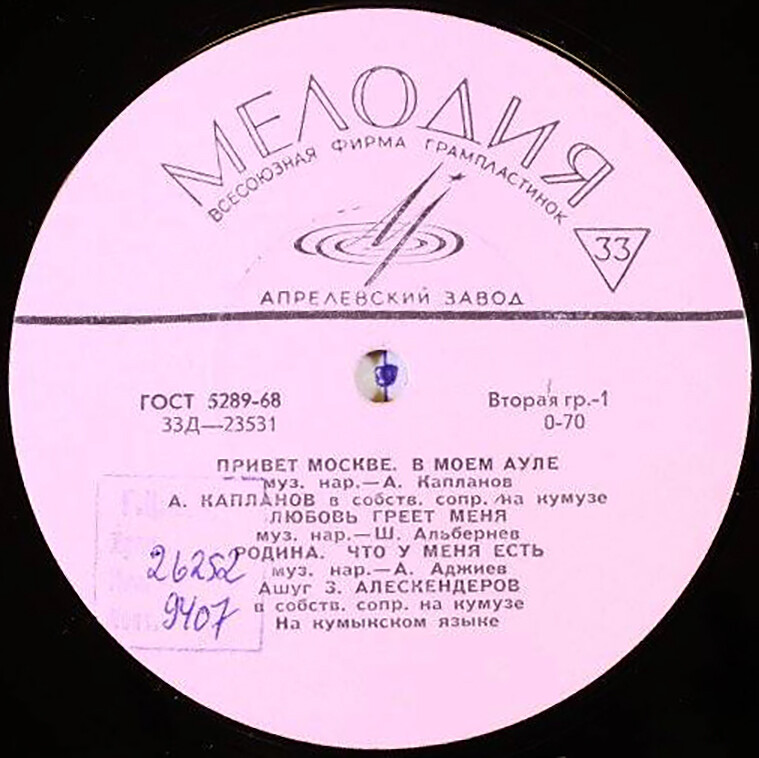 МЕЛОДИЯ
ВСЕСОЮЗНАЯ ФИРМА ГРАМПЛАСТИНОК
33
АПРЕЛЕВСКИЙ ЗАВОД
ГОСТ 5289-68
33Д—23531
Вторая гр.-1
0-70
ПРИВЕТ МОСКВЕ. В МОЕМ АУЛЕ
муз. нар.—А. Капланов
А. КАПЛАНОВ в собств. сопр. на кумузе
ЛЮБОВЬ ГРЕЕТ МЕНЯ
муз. нар.—Ш. Альбернев
РОДИНА. ЧТО У МЕНЯ ЕСТЬ
муз. нар.—А. Аджиев
Ашуг З. АЛЕСКЕНДЕРОВ
в собств. сопр. на кумузе
На кумыкском языке
26252
9407